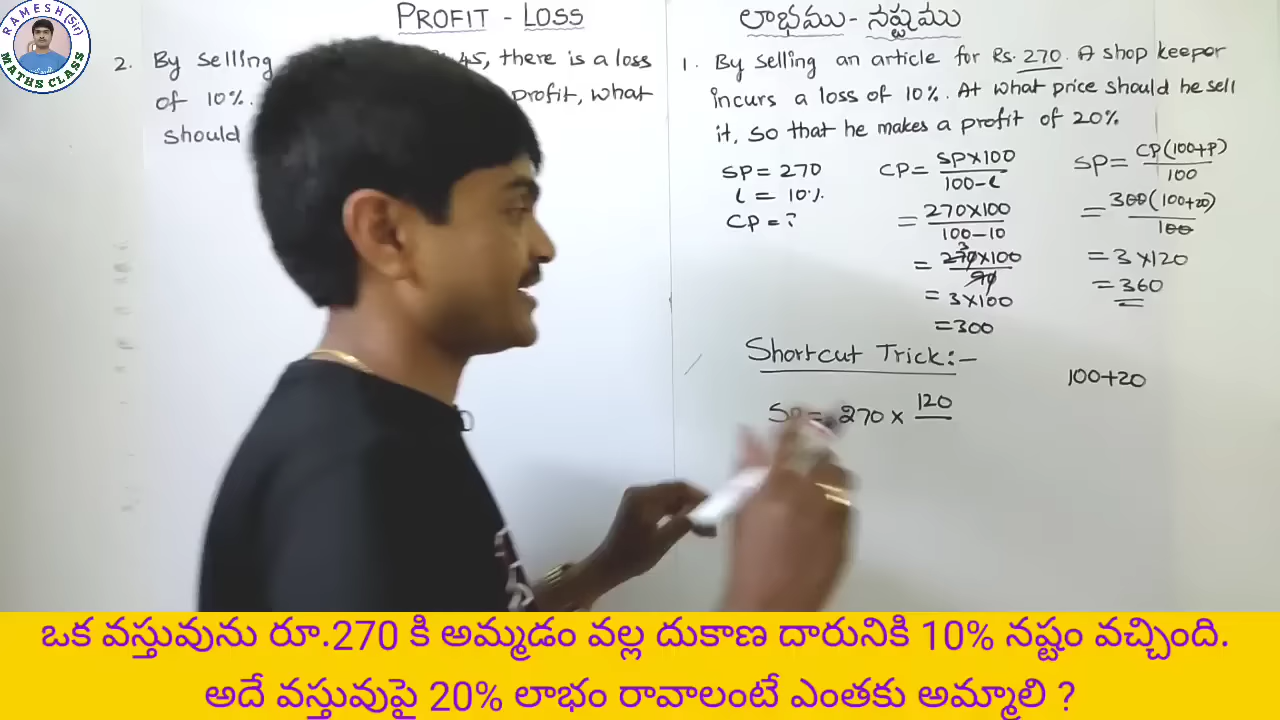 RAMESH (Sir)
MATHS CLASS
PROFIT - LOSS
2. By selling 45, there is a loss
of 10%. profit, what
should
లాభము - నష్టము
1. By selling an article for Rs. 270. A shop keeper
incurs a loss of 10%. At what price should he sell
it, so that he makes a profit of 20%
SP = 270
l = 10%
CP = ?
CP = SP×100 / 100-l
= 270×100 / 100-10
= 270×100 / 90
3
= 3×100
= 300
SP = CP(100+P) / 100
= 300(100+20) / 100
= 3×120
= 360
Shortcut Trick:-
100+20
SP = 270 × 120
ఒక వస్తువును రూ.270 కి అమ్మడం వల్ల దుకాణ దారునికి 10% నష్టం వచ్చింది.
అదే వస్తువుపై 20% లాభం రావాలంటే ఎంతకు అమ్మాలి ?